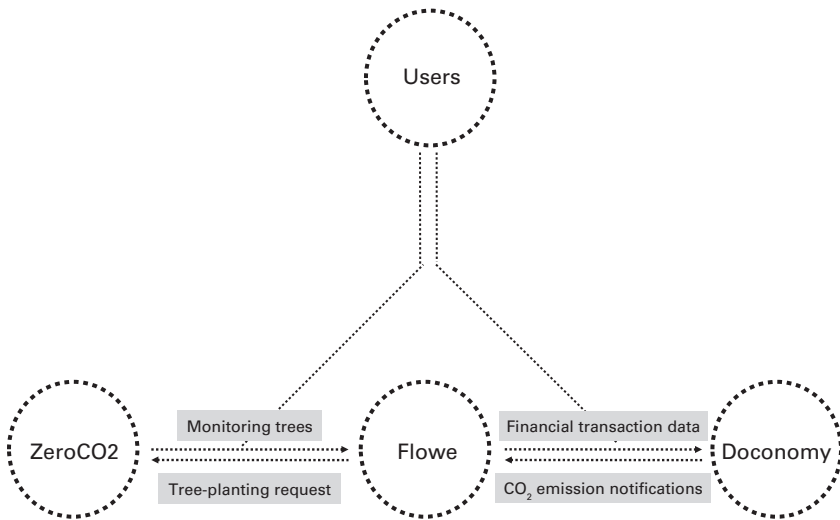 Users
Monitoring trees
Financial transaction data
ZeroCO2
Flowe
Doconomy
Tree-planting request
CO₂ emission notifications